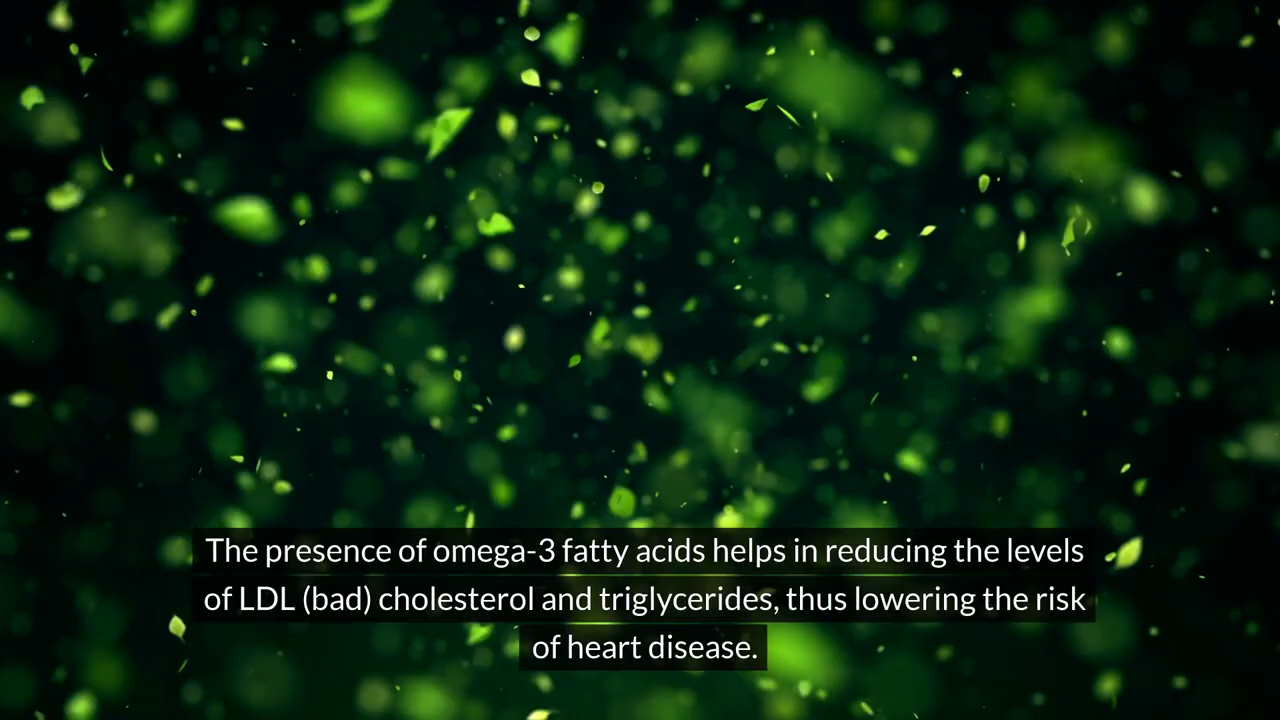 The presence of omega-3 fatty acids helps in reducing the levels
of LDL (bad) cholesterol and triglycerides, thus lowering the risk
of heart disease.